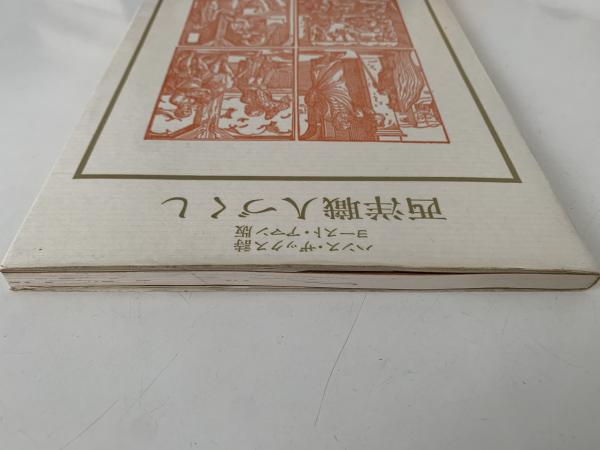 西洋職人づくし
ハンス・ザックス詩
ヨースト・アマン版